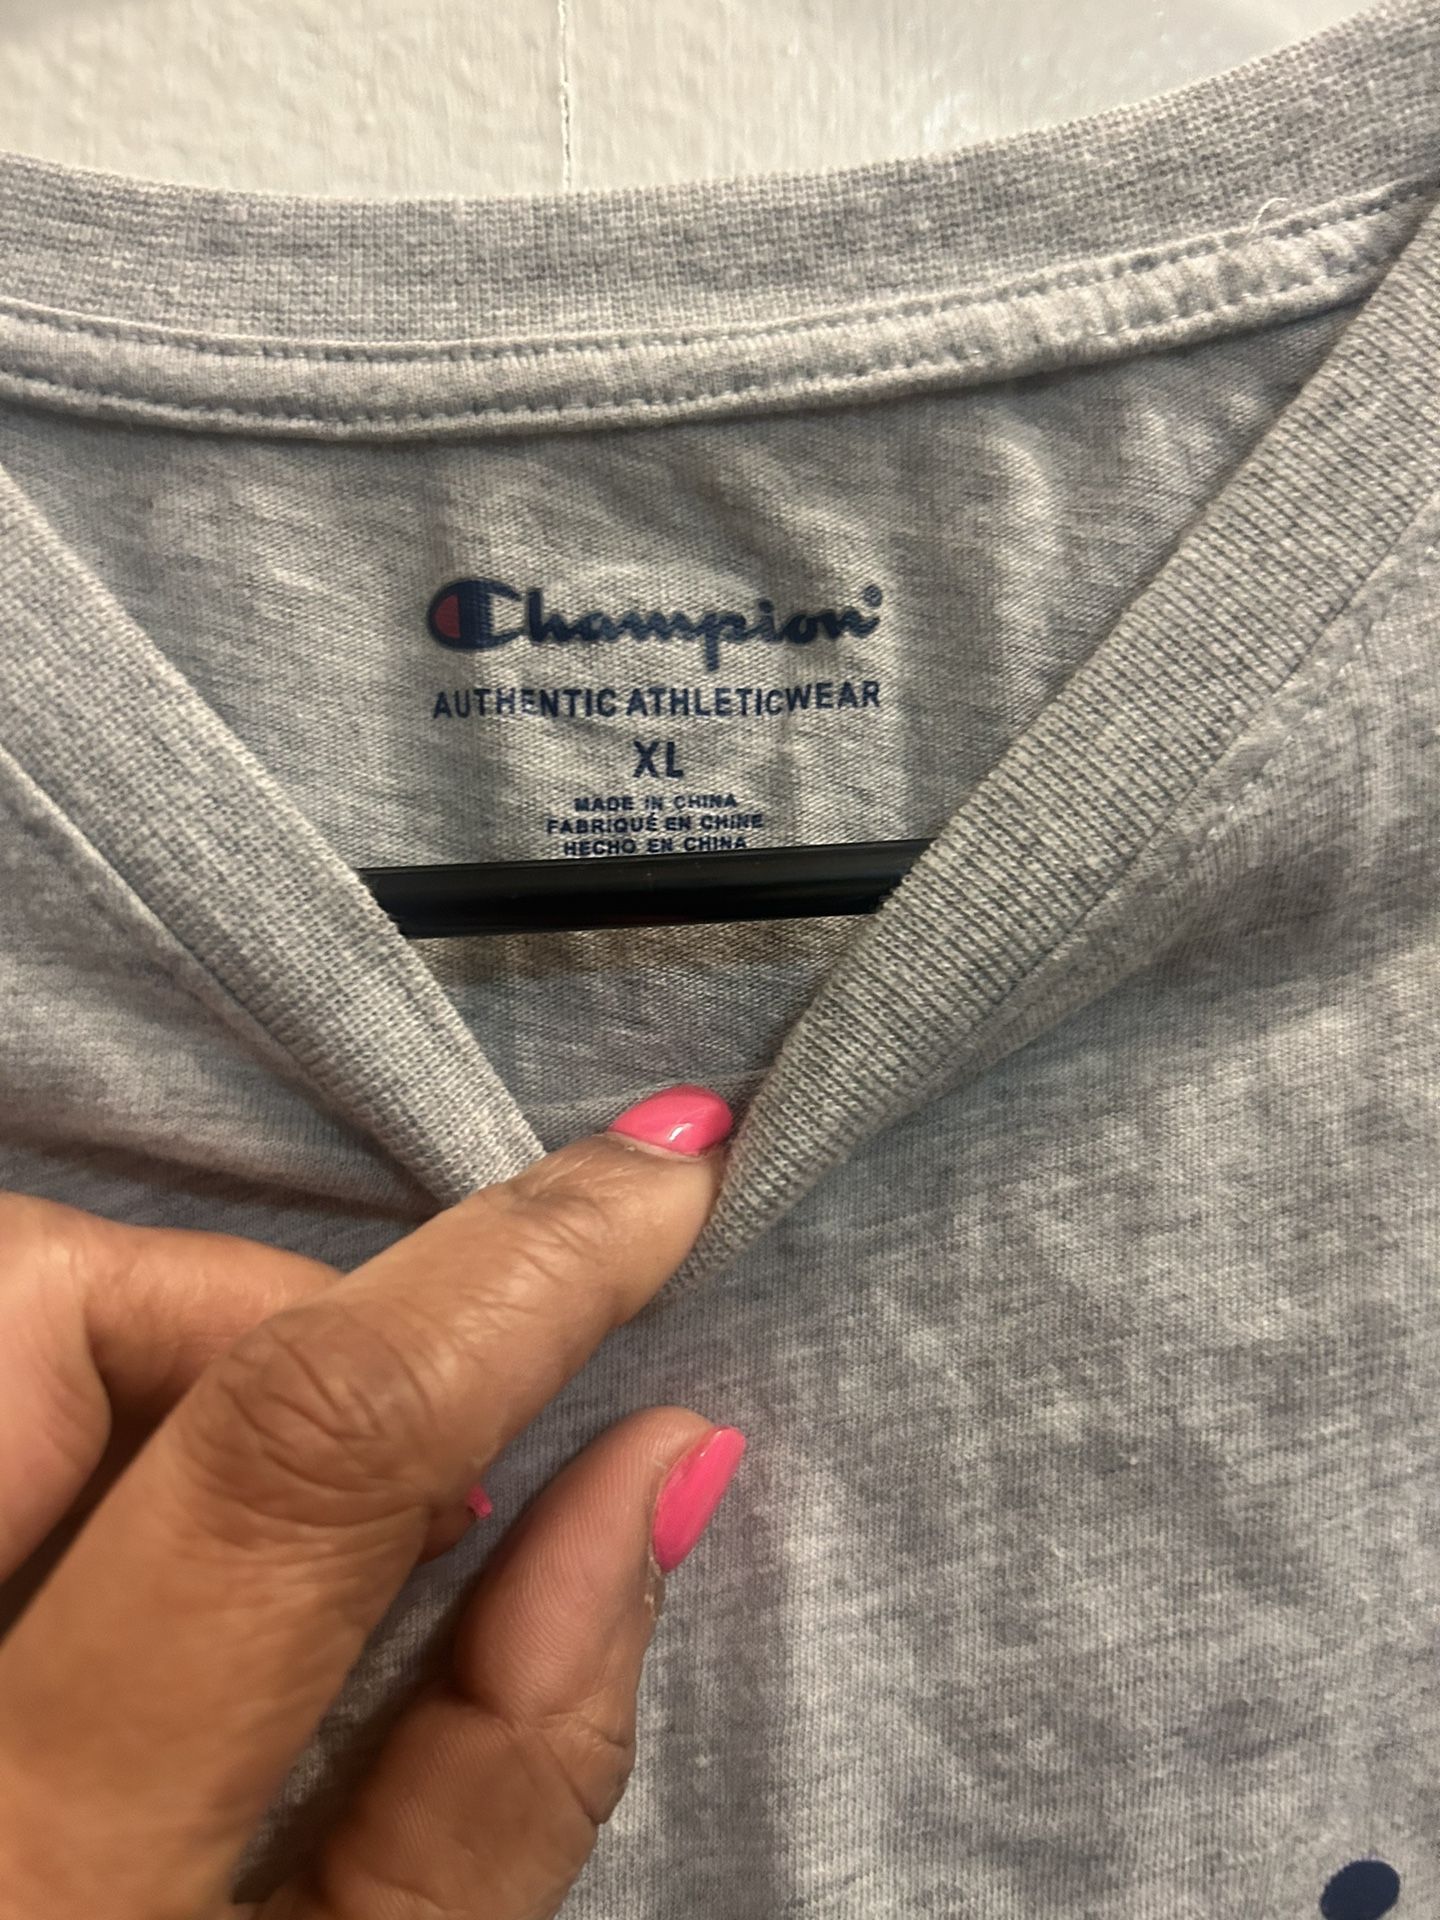 Champion®
AUTHENTIC ATHLETICWEAR
XL
MADE IN CHINA
FABRIQUÉ EN CHINE
HECHO EN CHINA